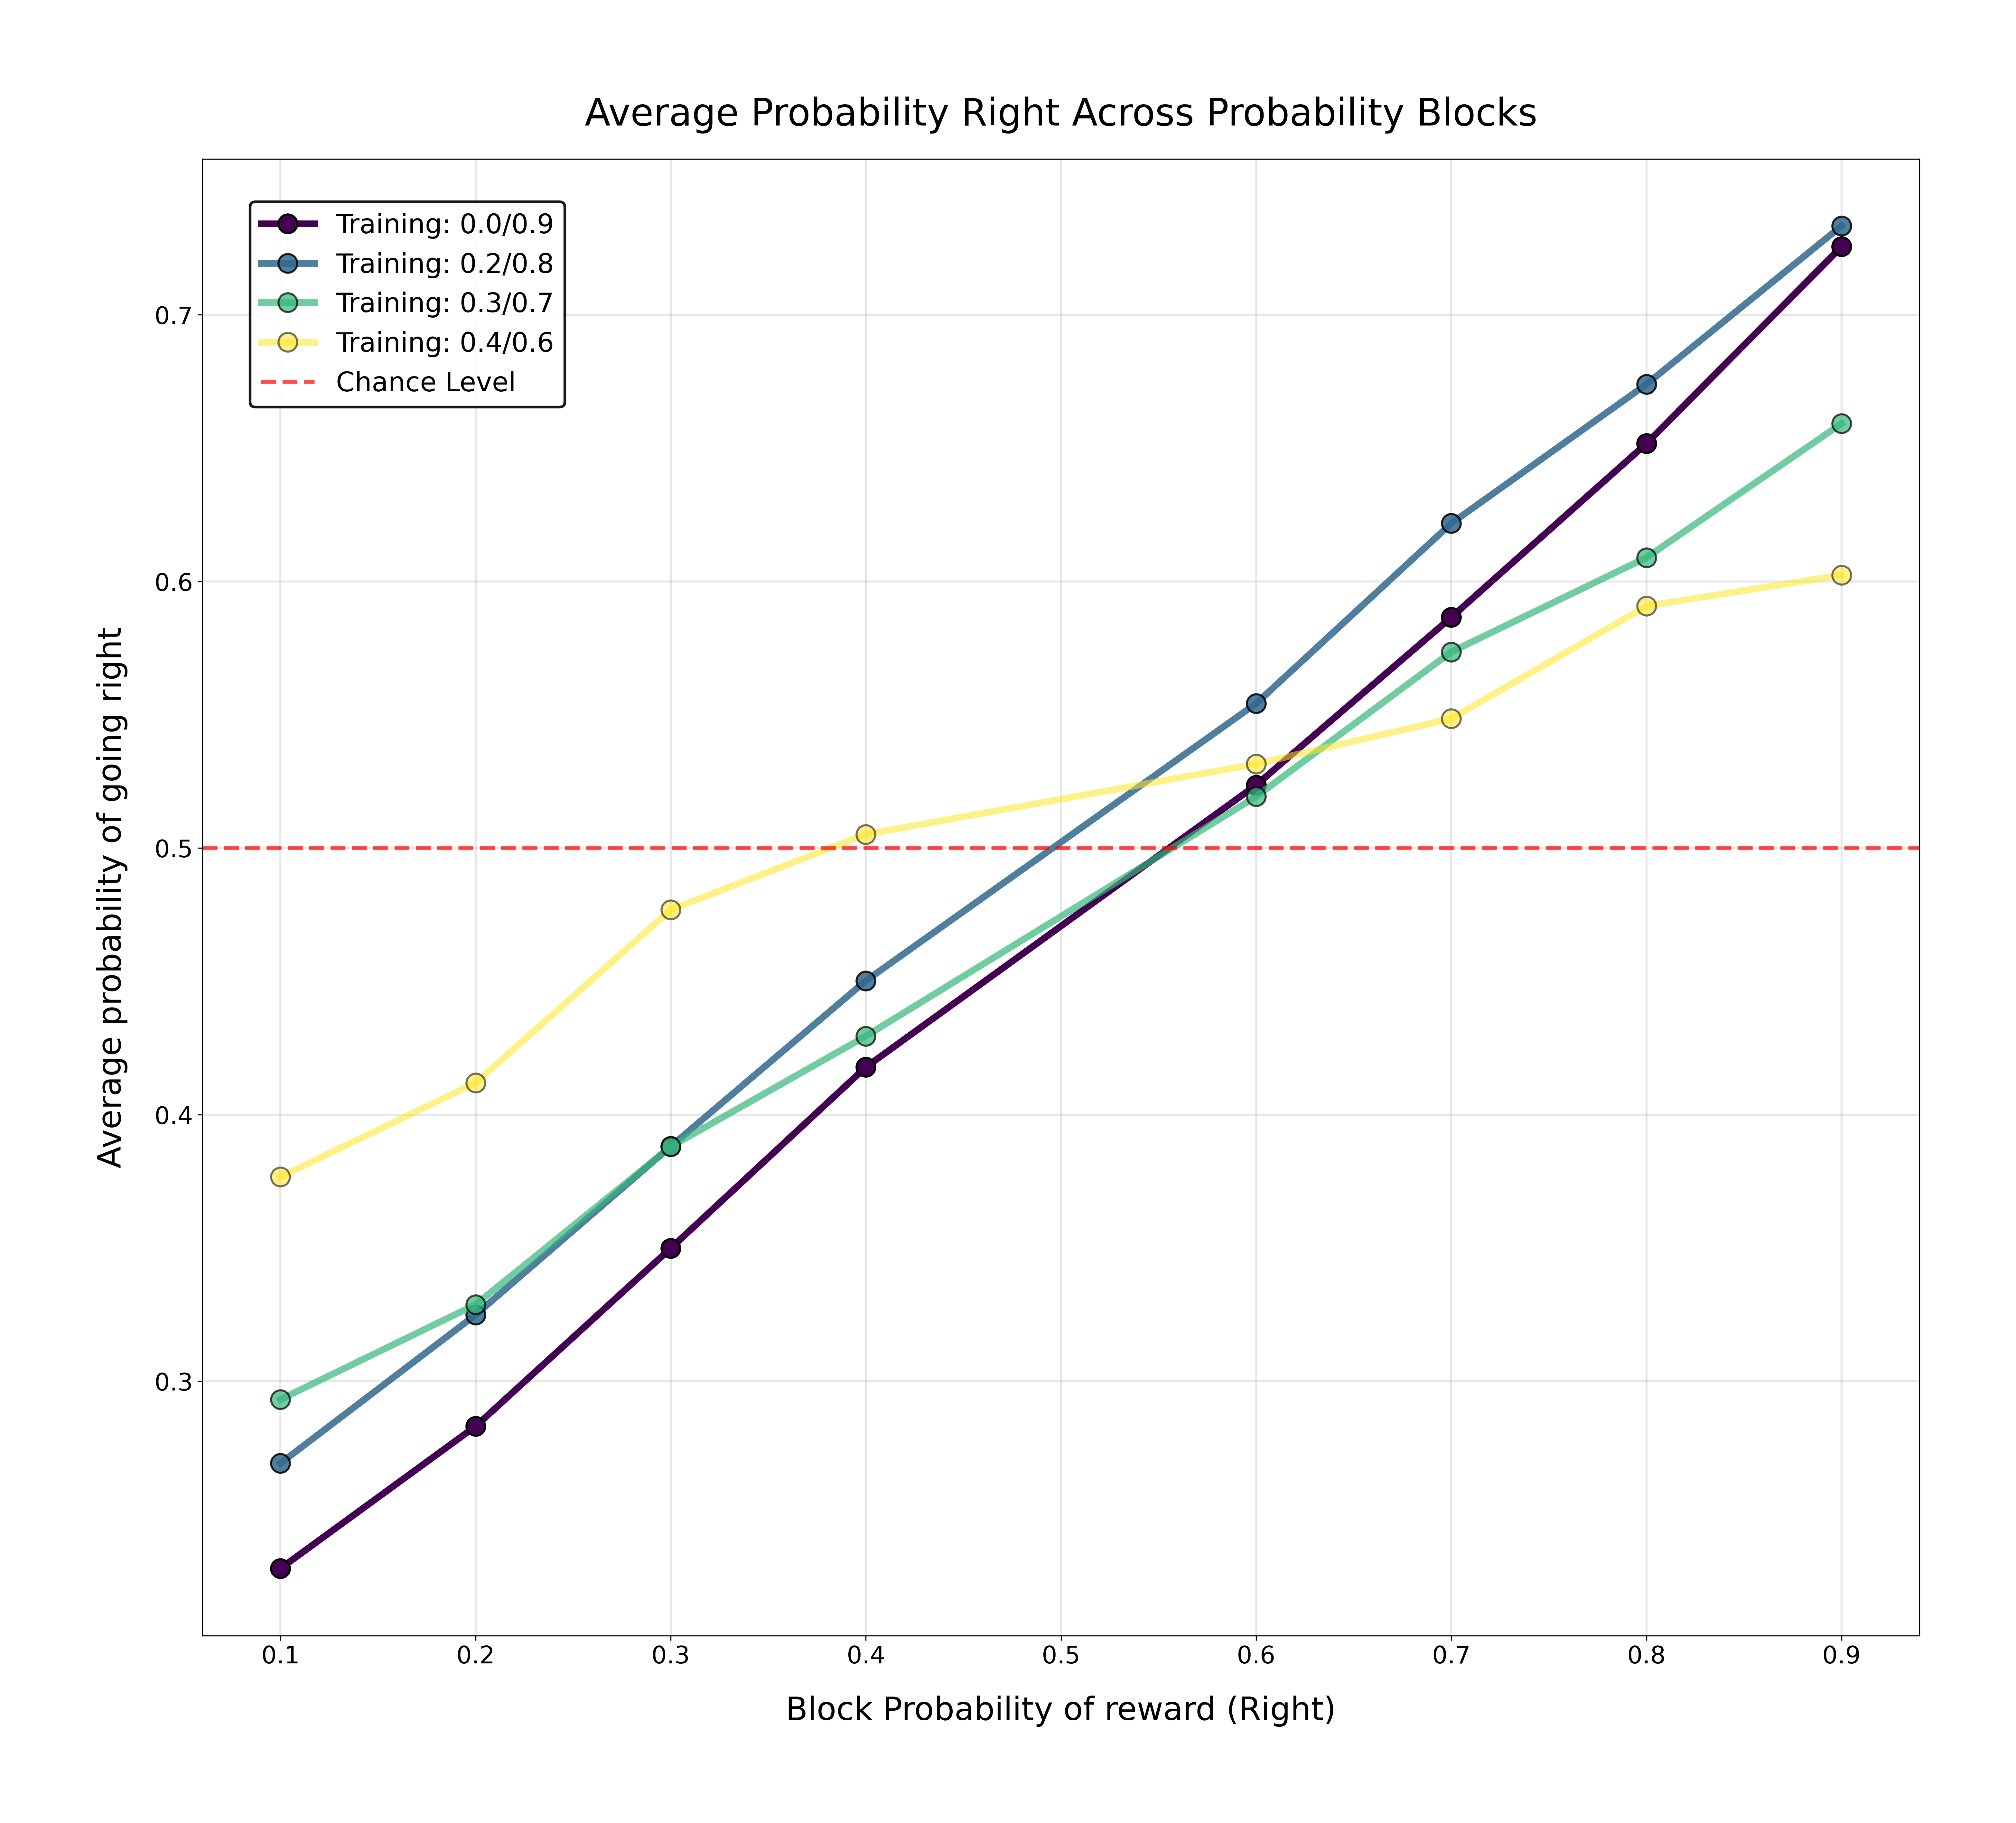 Average Probability Right Across Probability Blocks
Training: 0.0/0.9
Training: 0.2/0.8
Training: 0.3/0.7
Training: 0.4/0.6
Chance Level
Average probability of going right
0.7
0.6
0.5
0.4
0.3
0.1 0.2 0.3 0.4 0.5 0.6 0.7 0.8 0.9
Block Probability of reward (Right)